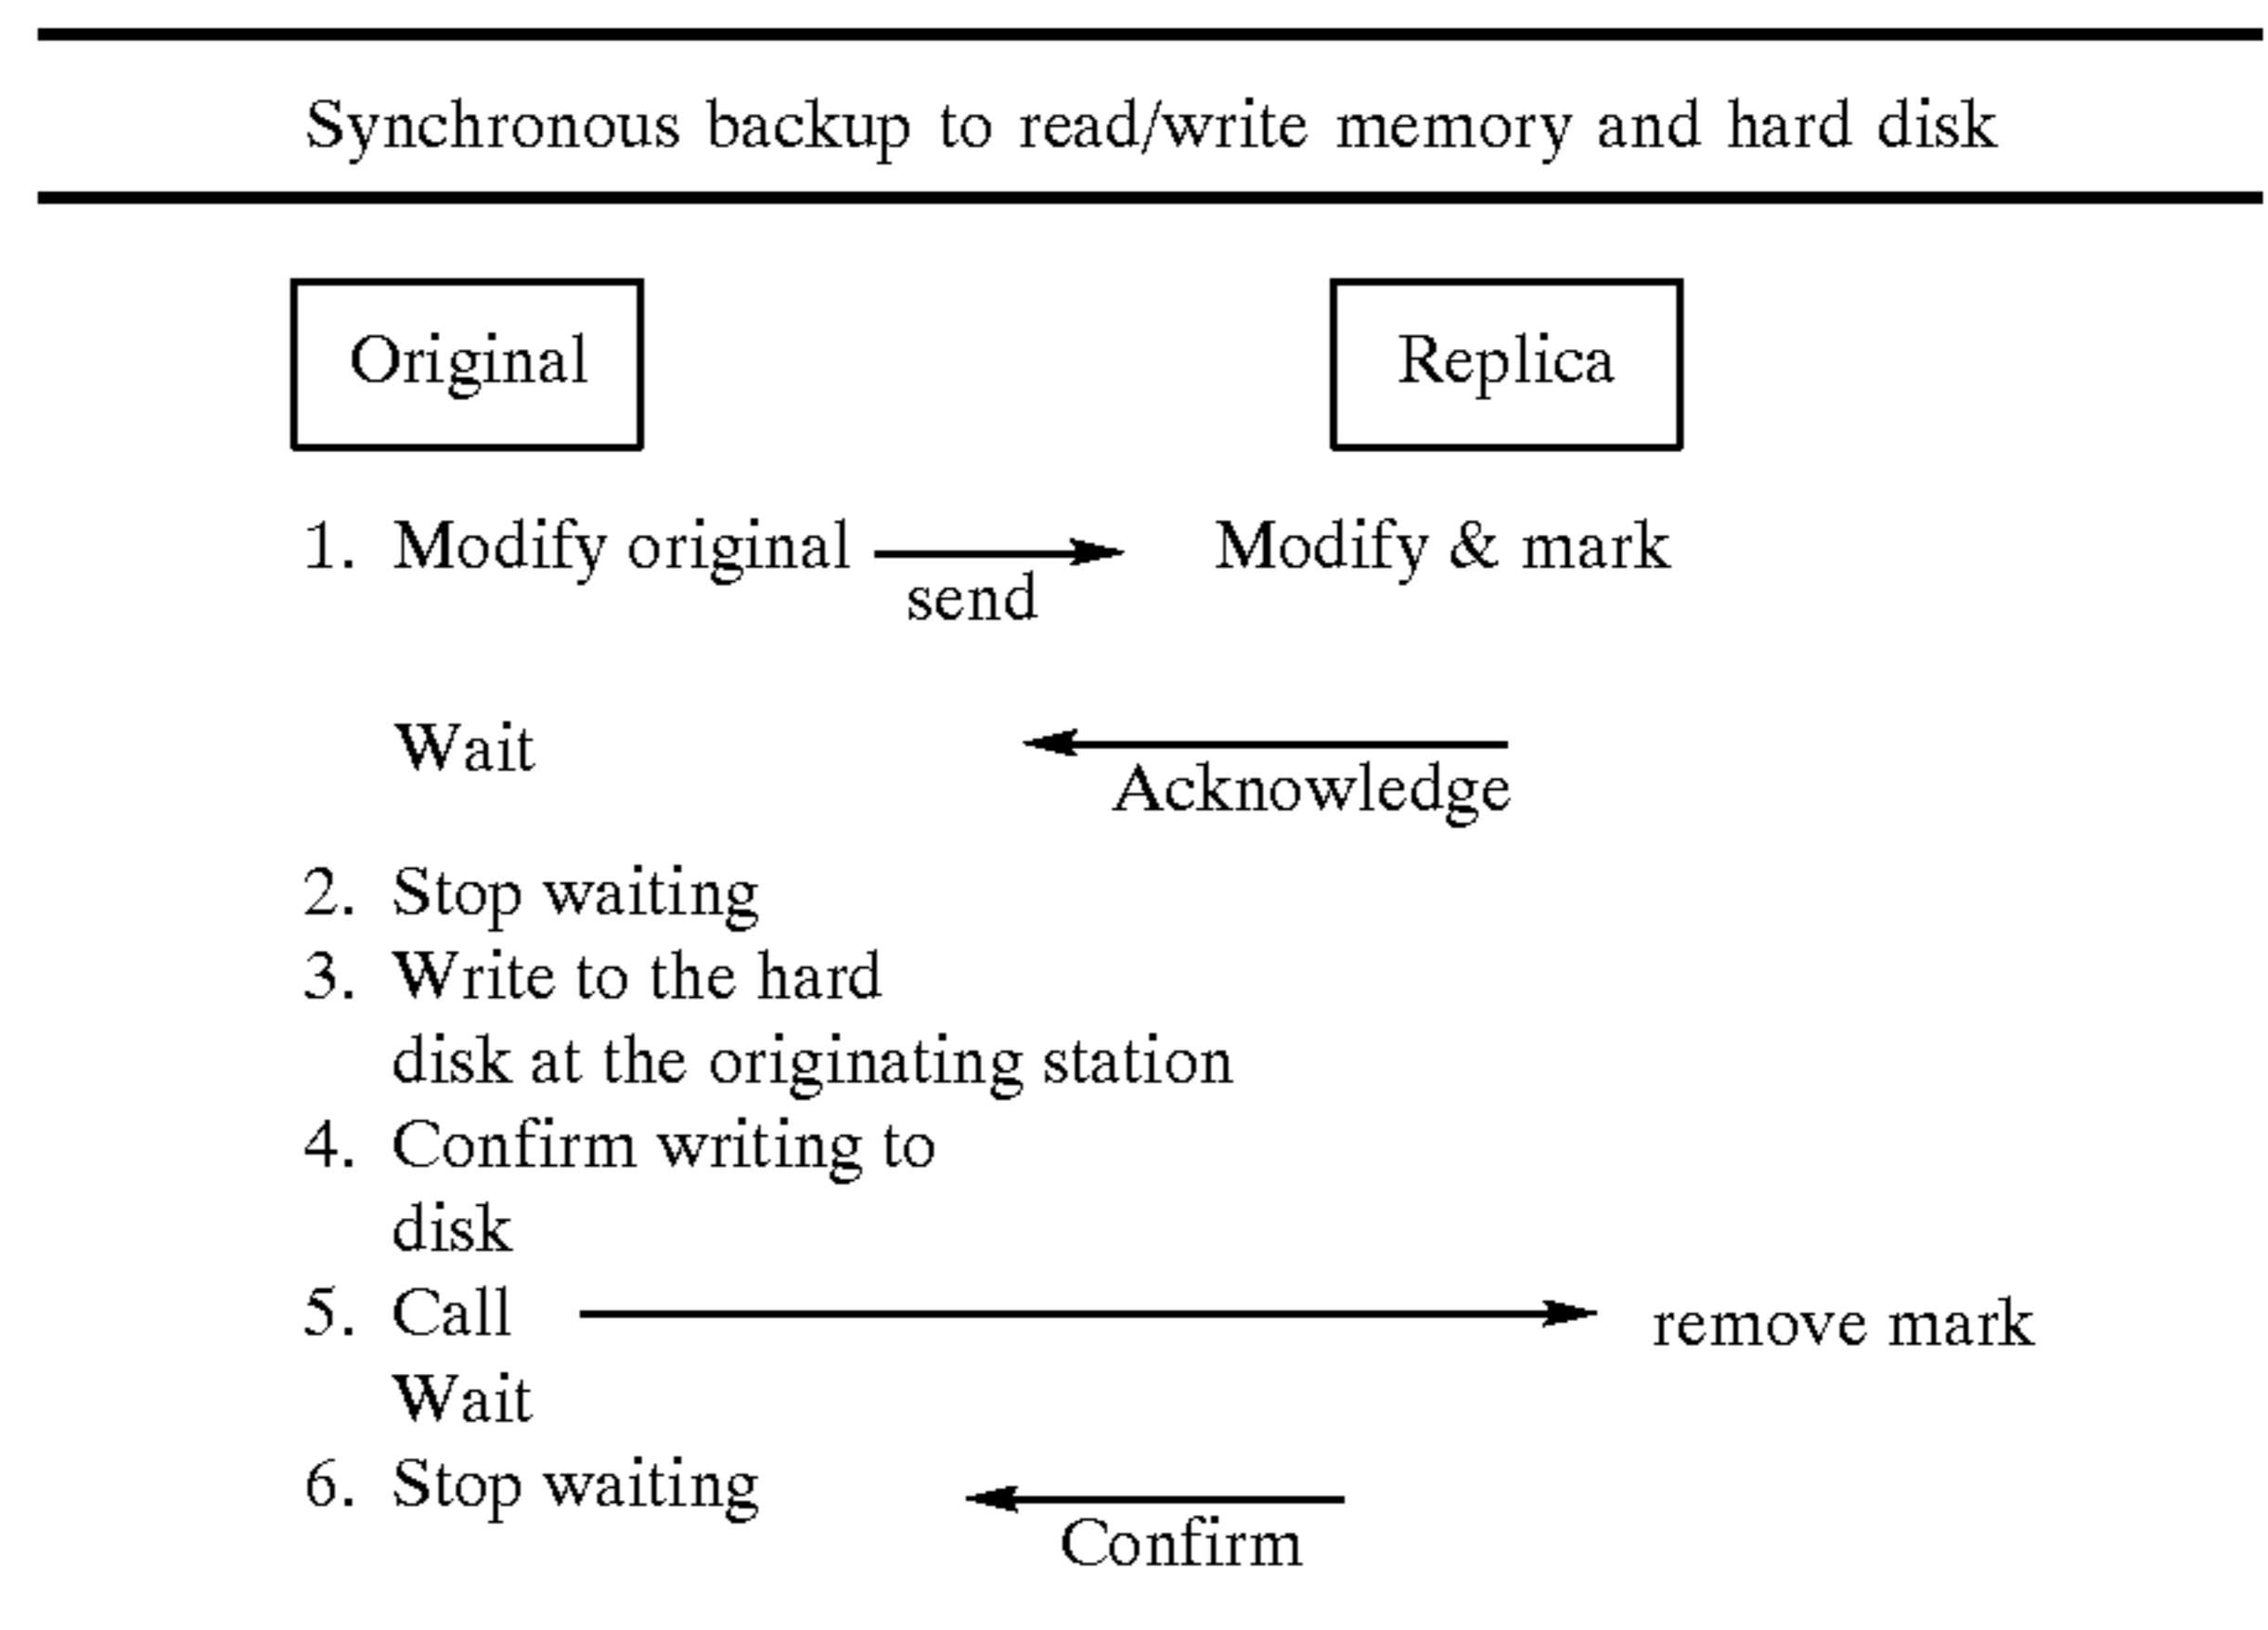 Synchronous backup to read/write memory and hard disk
Original Replica
1. Modify original Modify & mark
send
Wait
Acknowledge
2. Stop waiting
3. Write to the hard
disk at the originating station
4. Confirm writing to
disk
5. Call remove mark
Wait
6. Stop waiting
Confirm